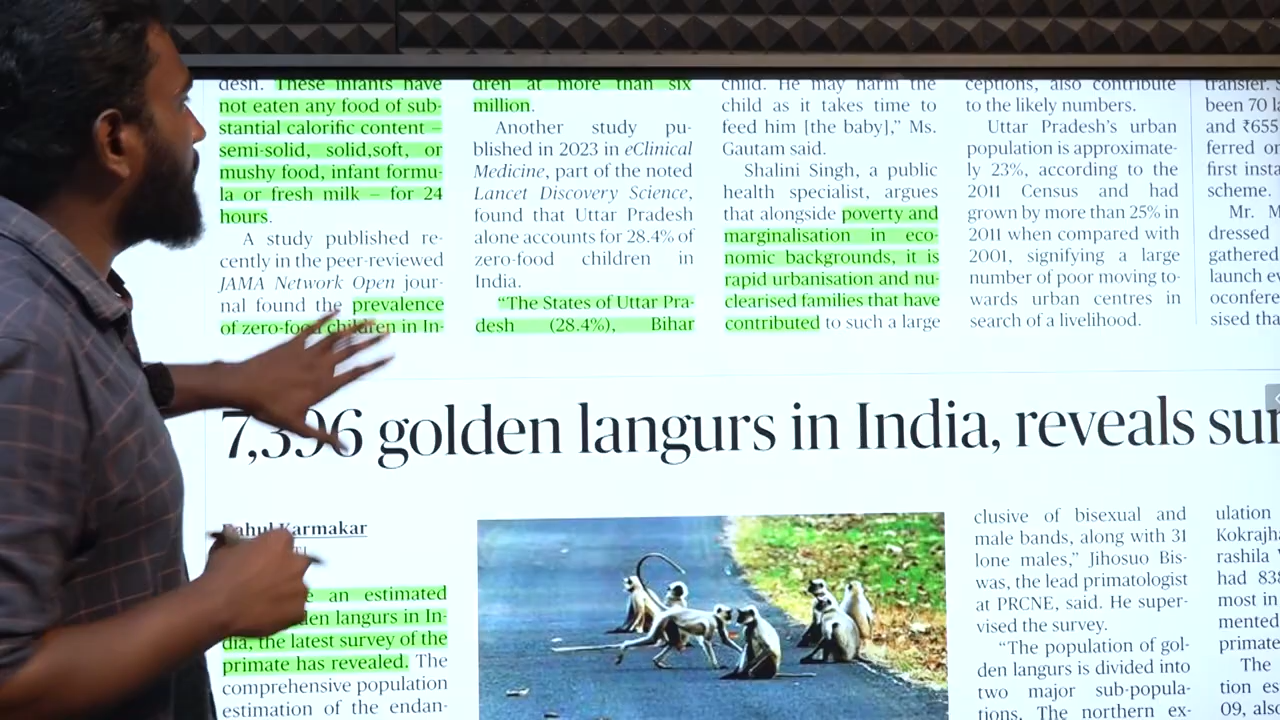 desh. These infants have
not eaten any food of sub-
stantial calorific content –
semi-solid, solid,soft, or
mushy food, infant formu-
la or fresh milk – for 24
hours.
A study published re-
cently in the peer-reviewed
JAMA Network Open jour-
nal found the prevalence
of zero-food children in In-
dren at more than six
million.
Another study pu-
blished in 2023 in eClinical
Medicine, part of the noted
Lancet Discovery Science,
found that Uttar Pradesh
alone accounts for 28.4% of
zero-food children in
India.
“The States of Uttar Pra-
desh (28.4%), Bihar
child. He may harm the
child as it takes time to
feed him [the baby],” Ms.
Gautam said.
Shalini Singh, a public
health specialist, argues
that alongside poverty and
marginalisation in eco-
nomic backgrounds, it is
rapid urbanisation and nu-
clearised families that have
contributed to such a large
ceptions, also contribute
to the likely numbers.
Uttar Pradesh’s urban
population is approximate-
ly 23%, according to the
2011 Census and had
grown by more than 25% in
2011 when compared with
2001, signifying a large
number of poor moving to-
wards urban centres in
search of a livelihood.
transfer.
been 70
and ₹655
ferred
first
scheme.
Mr.
dressed
gathered
launch
sised
7,396 golden langurs in India, reveals
Rahul Karmakar
an estimated
langurs in In-
dia, the latest survey of the
primate has revealed. The
comprehensive population
estimation of the endan-
clusive of bisexual and
male bands, along with 31
lone males,” Jihosuo Bis-
was, the lead primatologist
at PRCNE, said. He super-
vised the survey.
“The population of gol-
den langurs is divided into
two major sub-popula-
tions. The northern ex-
ulation
had
most in
primate
The
09,